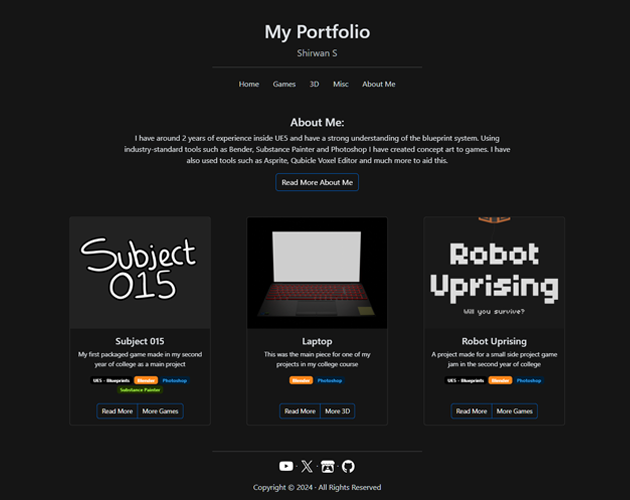 My Portfolio
Shirwan S
Home Games 3D Misc About Me
About Me:
I have around 2 years of experience inside UE5 and have a strong understanding of the blueprint system. Using
industry-standard tools such as Bender, Substance Painter and Photoshop I have created concept art to games. I have
also used tools such as Asprite, Qubicle Voxel Editor and much more to aid this.
Read More About Me
Subject
015
Subject 015
My first packaged game made in my second
year of college as a main project
UE5 - Blueprints Blender Photoshop
Substance Painter
Read More More Games
Laptop
This was the main piece for one of my
projects in my college course
Blender Photoshop
Read More More 3D
Robot
Uprising
Will you survive?
Robot Uprising
A project made for a small side project game
jam in the second year of college
UE5 - Blueprints Blender Photoshop
Read More More Games
Copyright © 2024 - All Rights Reserved